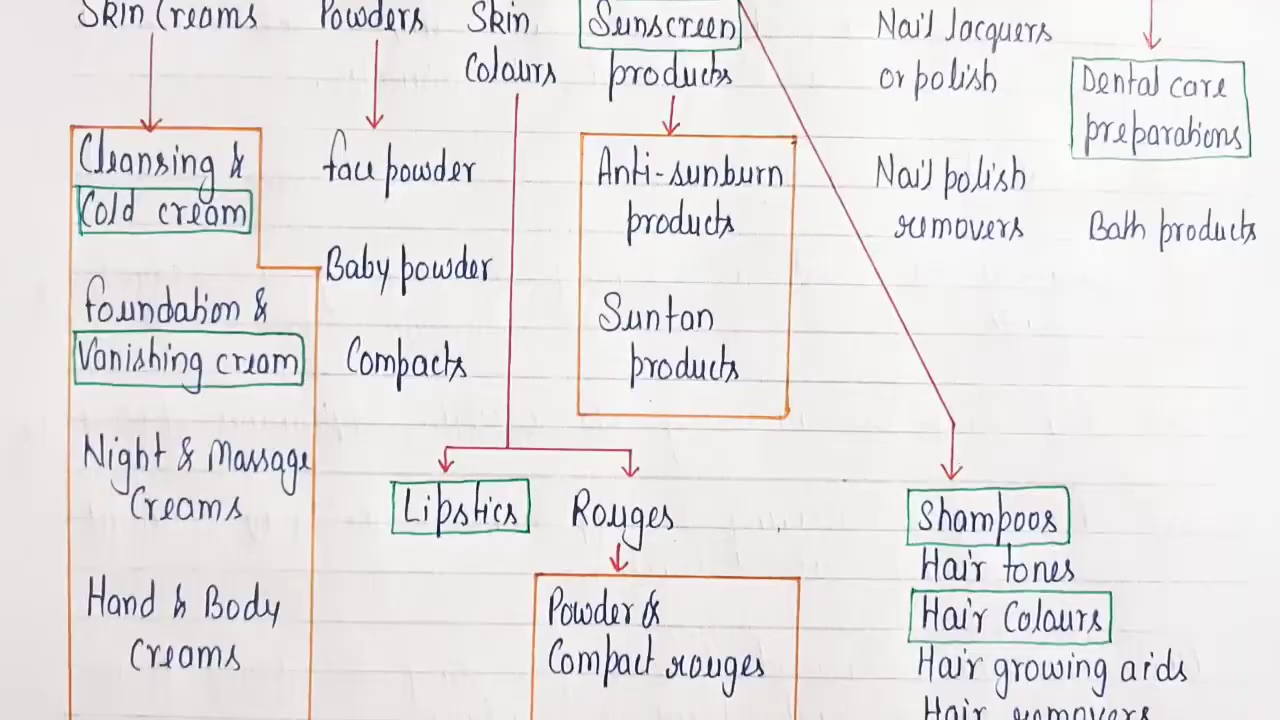 Skin Creams
Powders
Skin
Colours
Sunscreen
products
Nail lacquers
or polish
Dental care
preparations
Cleansing &
Cold cream
face powder
Anti-sunburn
products
Nail polish
removers
Bath products
Baby powder
foundation &
Vanishing cream
Compacts
Suntan
products
Night & Massage
Creams
Lipstics
Rouges
Shampoos
Hair tones
Hair Colours
Hair growing aids
Hair removers
Hand & Body
Creams
Powder &
Compact rouges